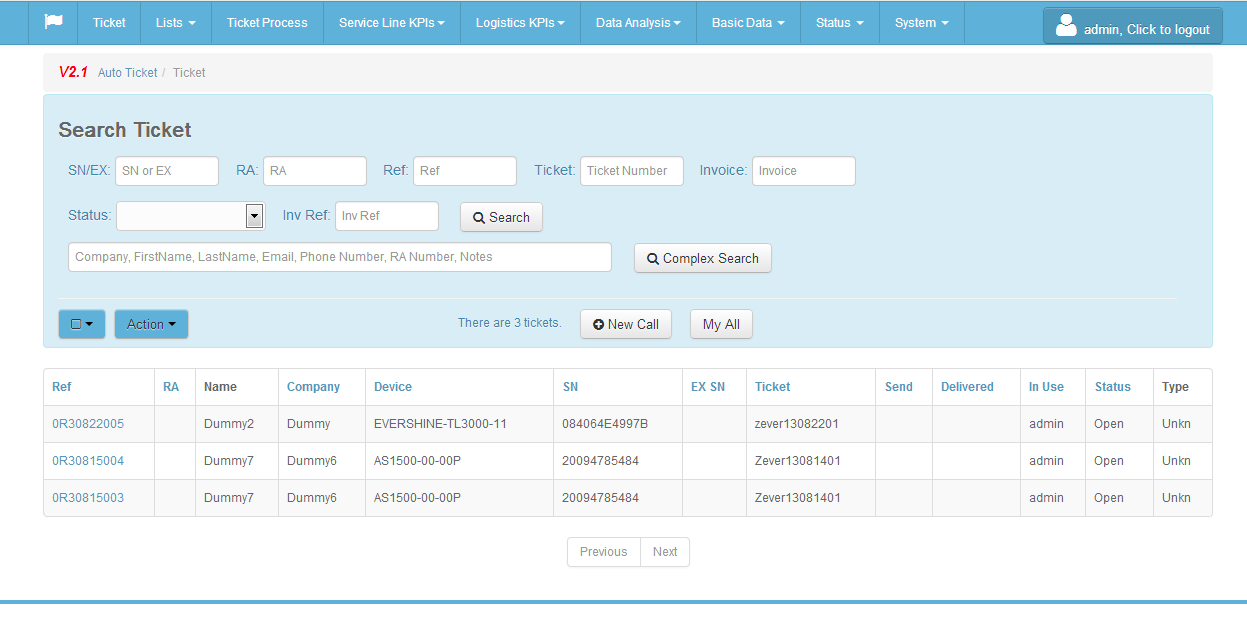 Ticket Lists Ticket Process Service Line KPIs Logistics KPIs Data Analysis Basic Data Status System admin, Click to logout
V2.1 Auto Ticket / Ticket
Search Ticket
SN/EX: SN or EX RA: RA Ref: Ref Ticket: Ticket Number Invoice: Invoice
Status: Inv Ref: Inv Ref Search
Company, FirstName, LastName, Email, Phone Number, RA Number, Notes Complex Search
Action There are 3 tickets. New Call My All
Ref RA Name Company Device SN EX SN Ticket Send Delivered In Use Status Type
0R30822005 Dummy2 Dummy EVERSHINE-TL3000-11 084064E4997B zever13082201 admin Open Unkn
0R30815004 Dummy7 Dummy6 AS1500-00-00P 20094785484 Zever13081401 admin Open Unkn
0R30815003 Dummy7 Dummy6 AS1500-00-00P 20094785484 Zever13081401 admin Open Unkn
Previous Next